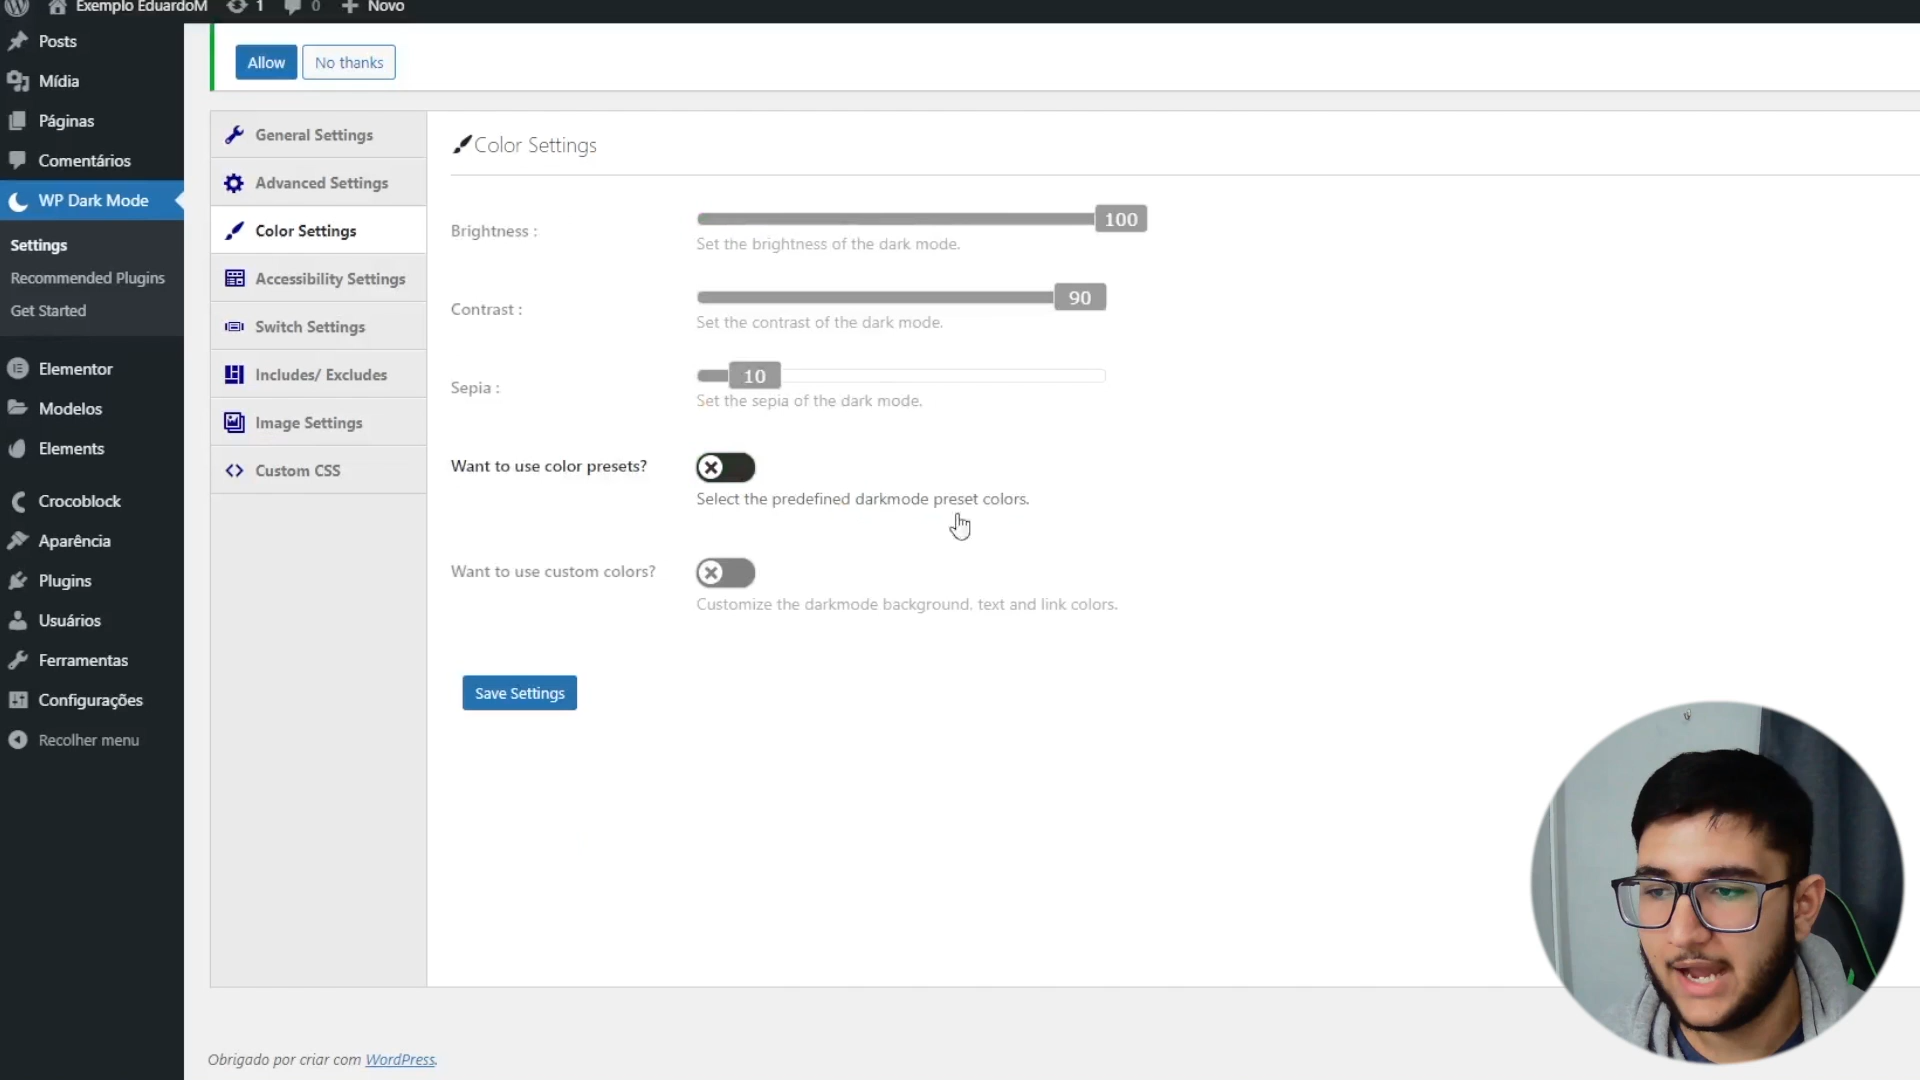 Exemplo EduardoM
1
0
Novo
Posts
Mídia
Páginas
Comentários
WP Dark Mode
Settings
Recommended Plugins
Get Started
Elementor
Modelos
Elements
Crocoblock
Aparência
Plugins
Usuários
Ferramentas
Configurações
Recolher menu
Allow
No thanks
General Settings
Advanced Settings
Color Settings
Accessibility Settings
Switch Settings
Includes/ Excludes
Image Settings
Custom CSS
Color Settings
Brightness :
100
Set the brightness of the dark mode.
Contrast :
90
Set the contrast of the dark mode.
Sepia :
10
Set the sepia of the dark mode.
Want to use color presets?
Select the predefined darkmode preset colors.
Want to use custom colors?
Customize the darkmode background, text and link colors.
Save Settings
Obrigado por criar com WordPress.